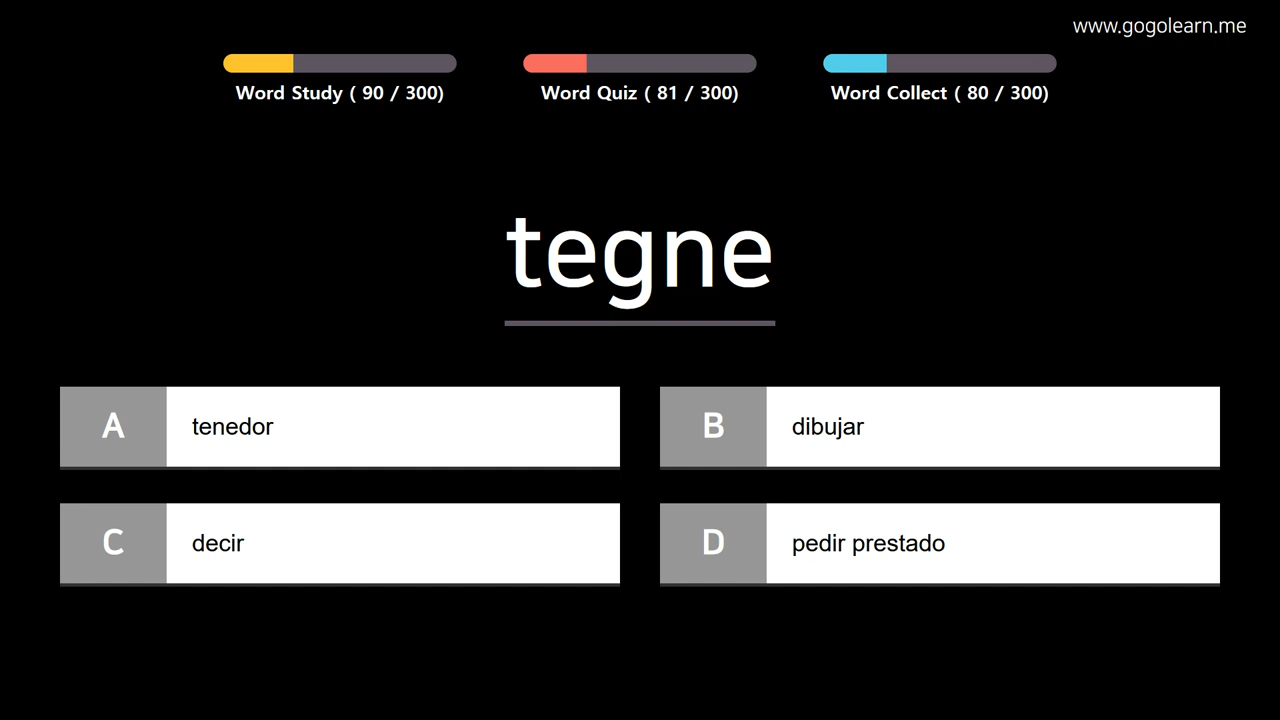 www.gogolearn.me
Word Study ( 90 / 300)
Word Quiz ( 81 / 300)
Word Collect ( 80 / 300)
tegne
A tenedor
B dibujar
C decir
D pedir prestado